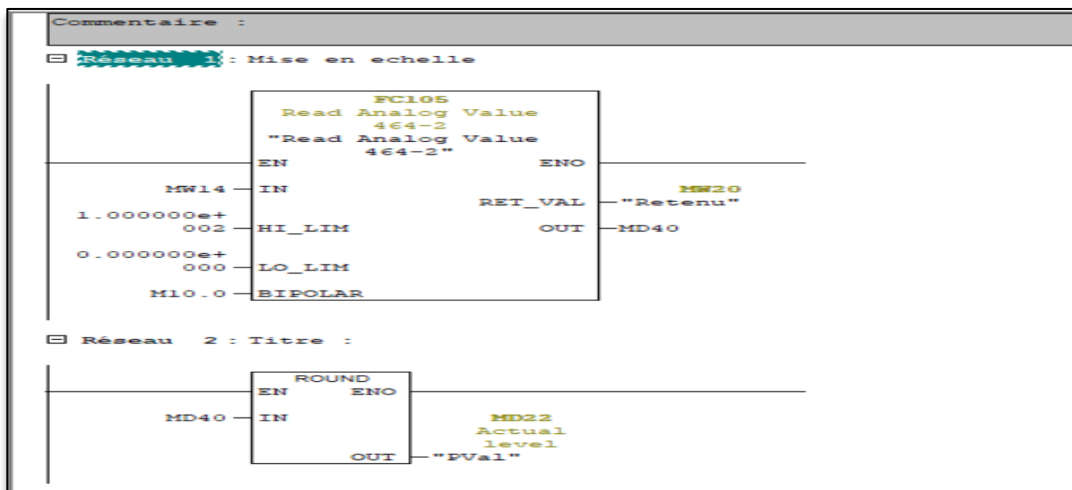 Commentaire :
Réseau 1 : Mise en echelle
FC105
Read Analog Value
464-2
"Read Analog Value
464-2"
EN ENO
MW14 IN MW20
RET_VAL "Retenu"
1.000000e+
002 HI_LIM OUT MD40
0.000000e+
000 LO_LIM
M10.0 BIPOLAR
Réseau 2 : Titre :
ROUND
EN ENO
MD40 IN MD22
Actual
level
OUT "PVal"